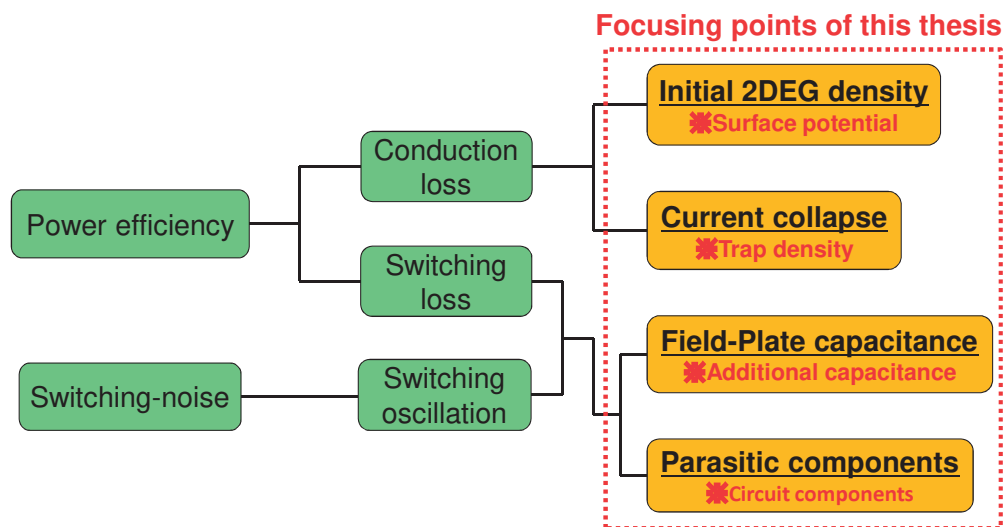 Focusing points of this thesis
Initial 2DEG density
※Surface potential
Conduction
loss
Current collapse
※Trap density
Power efficiency
Switching
loss
Field-Plate capacitance
※Additional capacitance
Switching-noise
Switching
oscillation
Parasitic components
※Circuit components